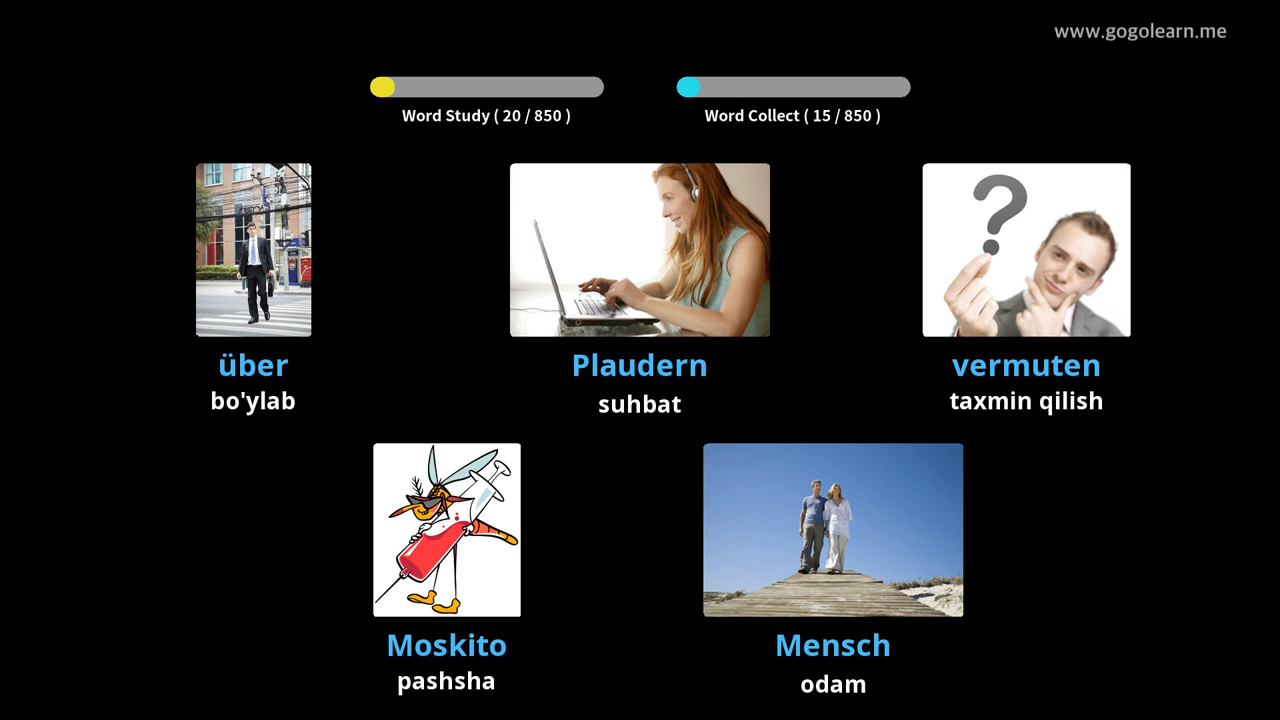 www.gogolearn.me
Word Study ( 20 / 850 )
Word Collect ( 15 / 850 )
über
bo'ylab
Plaudern
suhbat
vermuten
taxmin qilish
Moskito
pashsha
Mensch
odam